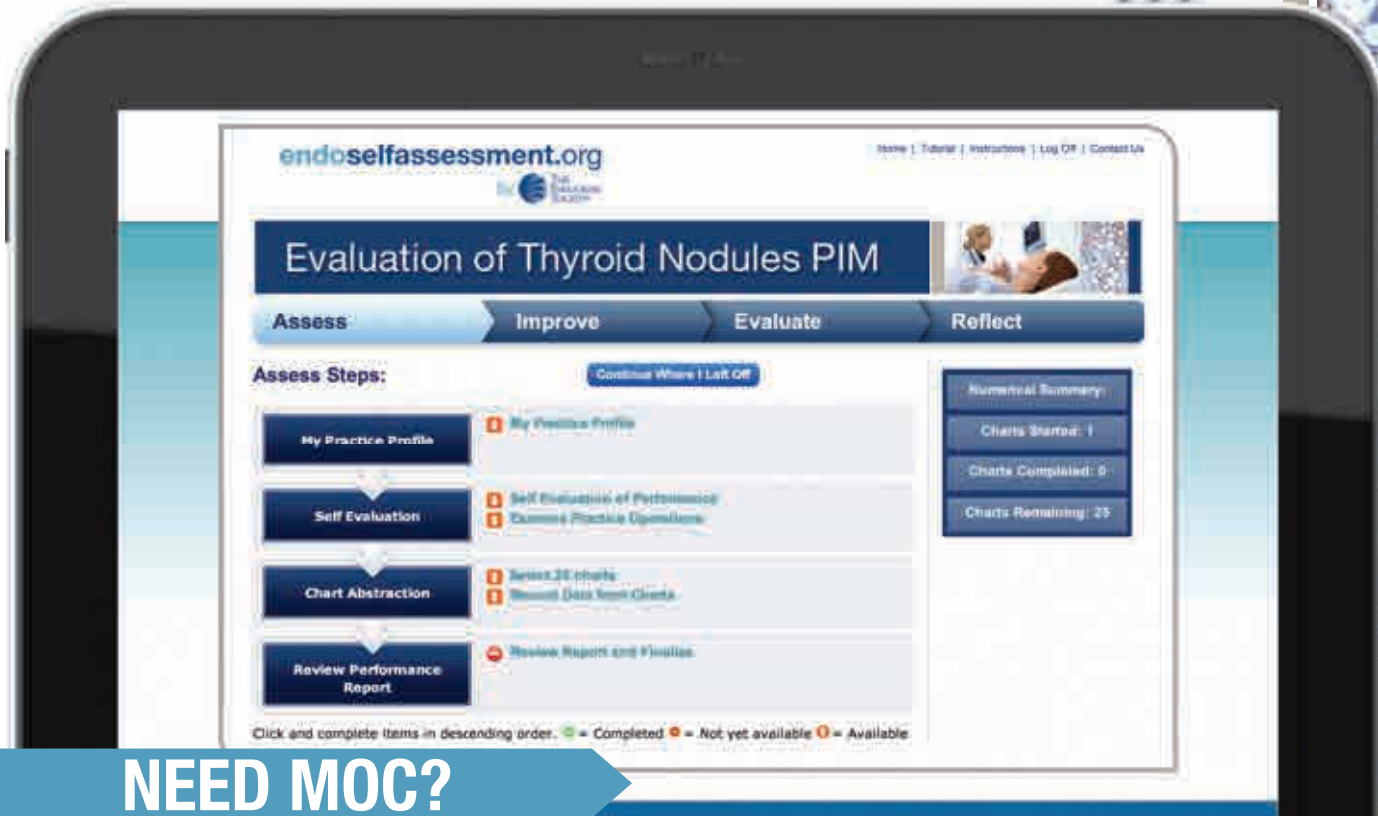 endoselfassessment.org
Home | Tutorial | Instructions | Log Off | Contact Us
by THE ENDOCRINE SOCIETY
Evaluation of Thyroid Nodules PIM
Assess Improve Evaluate Reflect
Assess Steps:
Continue Where I Left Off
Numerical Summary:
My Practice Profile
My Practice Profile
Charts Started: 1
Charts Completed: 0
Self Evaluation
Self Evaluation of Performance
Examine Practice Operations
Charts Remaining: 25
Chart Abstraction
Select 25 charts
Record Data from Charts
Review Performance
Report
Review Report and Finalize
Click and complete items in descending order. = Completed = Not yet available = Available
NEED MOC?